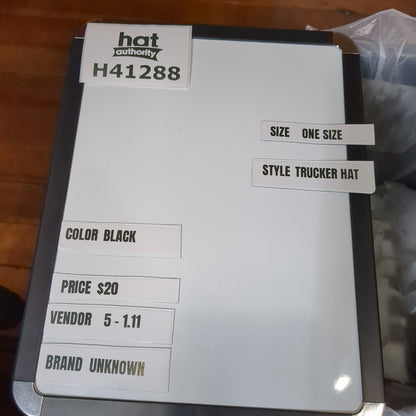 hat
authority
H41288
SIZE ONE SIZE
STYLE TRUCKER HAT
COLOR BLACK
PRICE $20
VENDOR 5 - 1.11
BRAND UNKNOWN